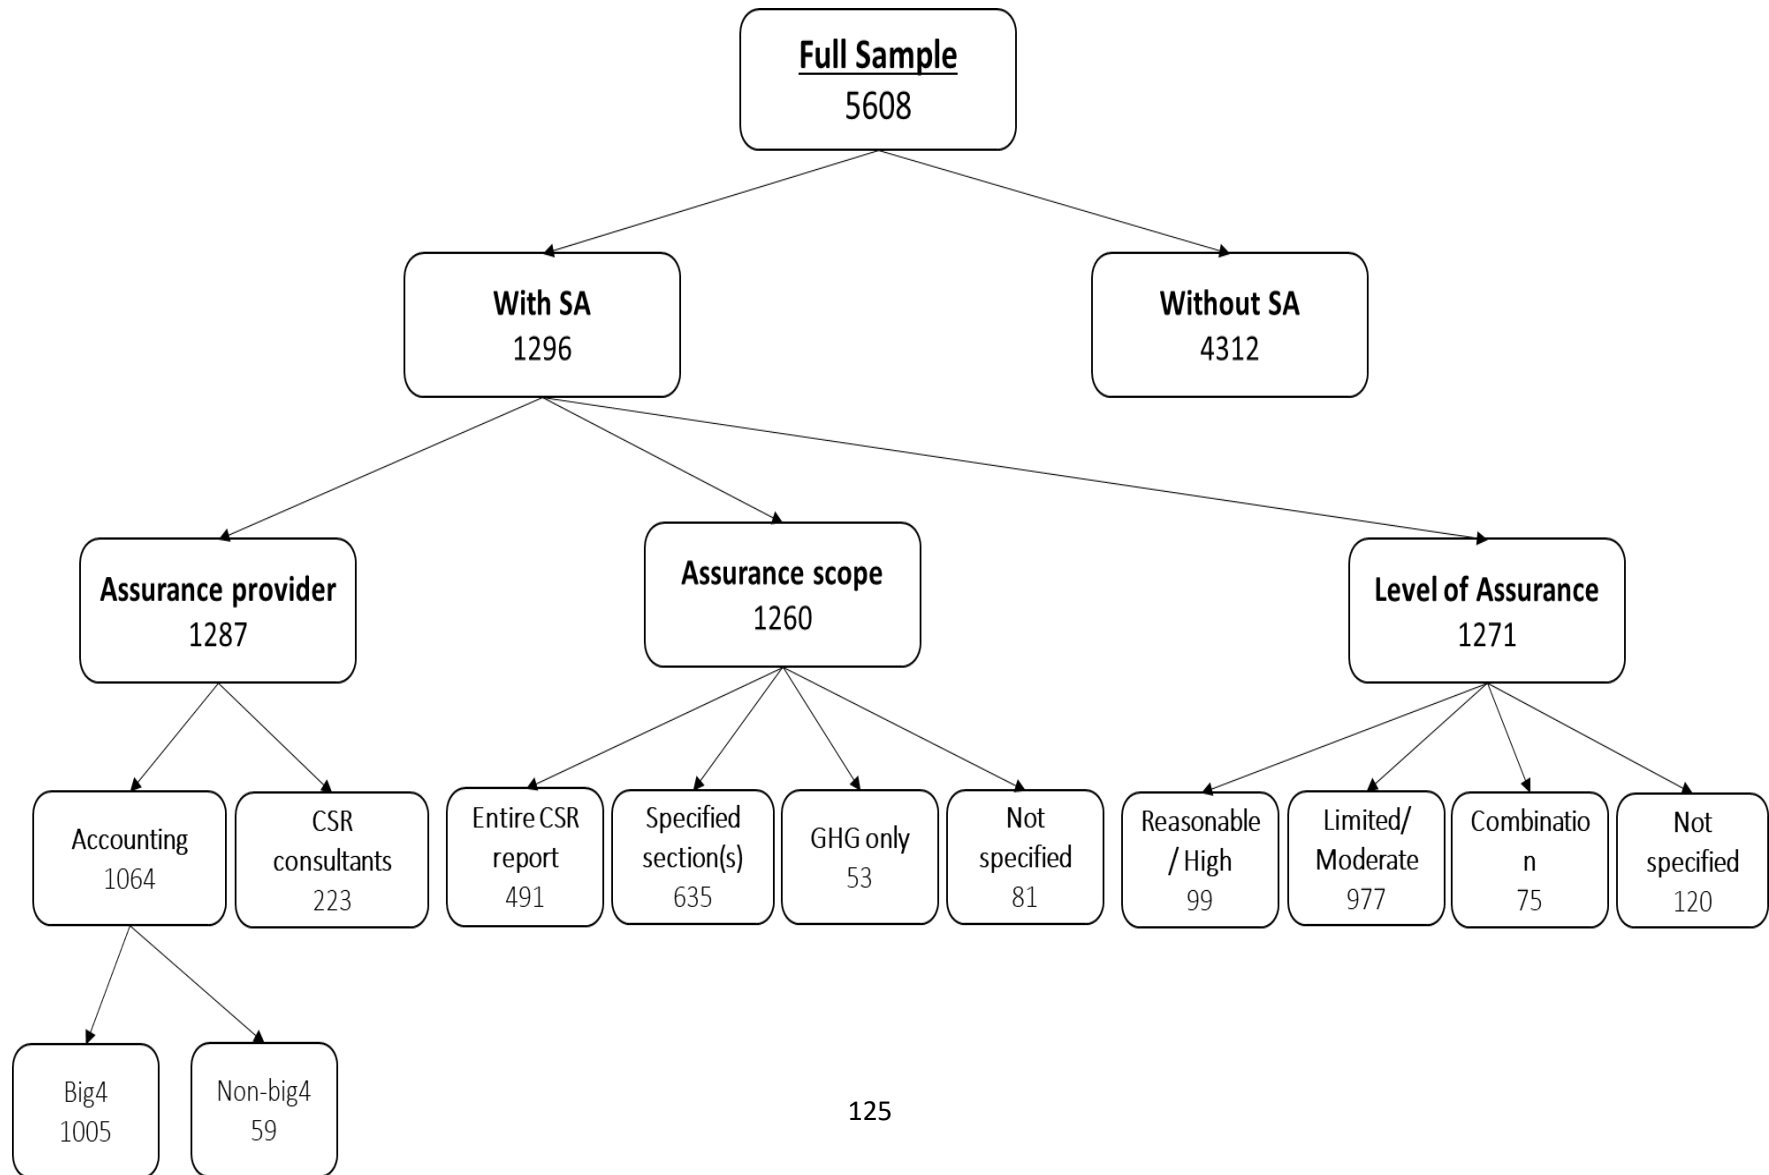 Full Sample
5608
With SA
1296
Without SA
4312
Assurance provider
1287
Assurance scope
1260
Level of Assurance
1271
Accounting
1064
CSR
consultants
223
Entire CSR
report
491
Specified
section(s)
635
GHG only
53
Not
specified
81
Reasonable
/ High
99
Limited/
Moderate
977
Combinatio
n
75
Not
specified
120
Big4
1005
Non-big4
59
125